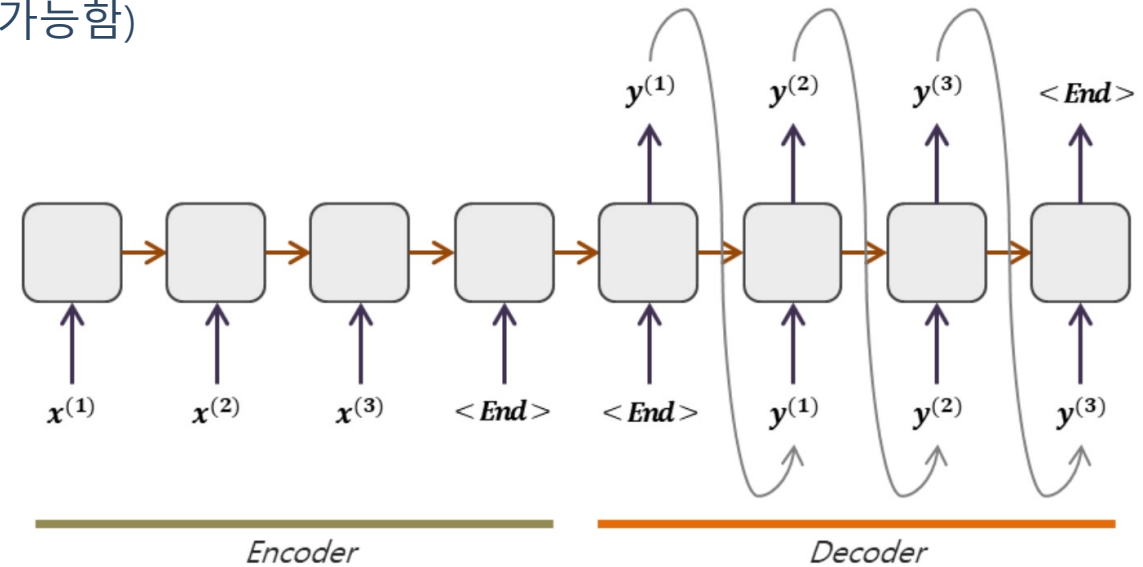 가능함)
y⁽¹⁾ y⁽²⁾ y⁽³⁾ <End>
x⁽¹⁾ x⁽²⁾ x⁽³⁾ <End> <End> y⁽¹⁾ y⁽²⁾ y⁽³⁾
Encoder Decoder